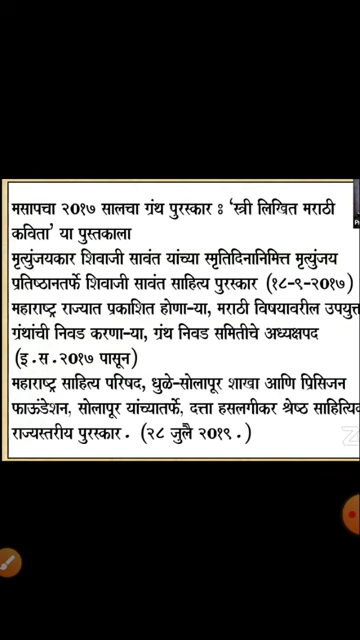 मसापचा २०१७ सालचा ग्रंथ पुरस्कार : ‘स्त्री लिखित मराठी
कविता’ या पुस्तकाला
मृत्युंजयकार शिवाजी सावंत यांच्या स्मृतिदिनानिमित्त मृत्युंजय
प्रतिष्ठानतर्फे शिवाजी सावंत साहित्य पुरस्कार (१८-९-२०१७)
महाराष्ट्र राज्यात प्रकाशित होणा-या, मराठी विषयावरील उपयुक्त
ग्रंथांची निवड करणा-या, ग्रंथ निवड समितीचे अध्यक्षपद
(इ.स.२०१७ पासून)
महाराष्ट्र साहित्य परिषद, धुळे-सोलापूर शाखा आणि प्रिसिजन
फाऊंडेशन, सोलापूर यांच्यातर्फे, दत्ता हसलगीकर श्रेष्ठ
राज्यस्तरीय पुरस्कार. (२८ जुलै २०१९.)